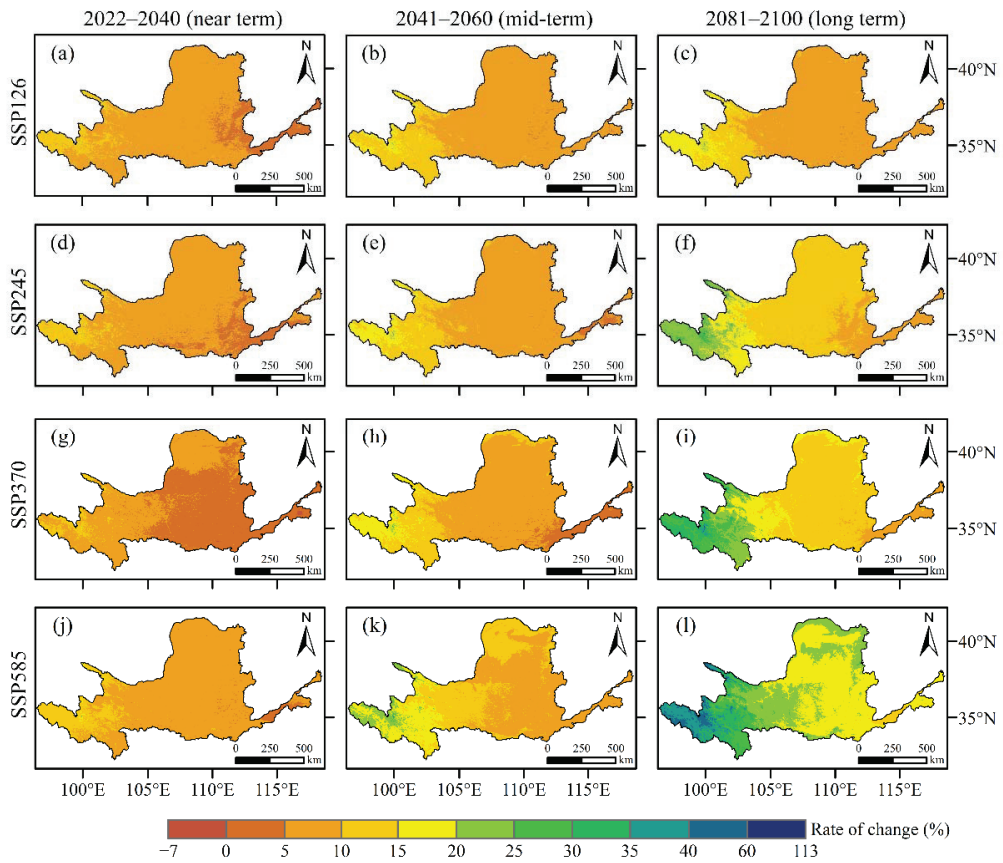 2022–2040 (near term) 2041–2060 (mid-term) 2081–2100 (long term)
SSP126
(a) N 0 250 500 km
(b) N 0 250 500 km
(c) N 0 250 500 km
40°N
35°N
SSP245
(d) N 0 250 500 km
(e) N 0 250 500 km
(f) N 0 250 500 km
40°N
35°N
SSP370
(g) N 0 250 500 km
(h) N 0 250 500 km
(i) N 0 250 500 km
40°N
35°N
SSP585
(j) N 0 250 500 km
(k) N 0 250 500 km
(l) N 0 250 500 km
40°N
35°N
100°E 105°E 110°E 115°E 100°E 105°E 110°E 115°E 100°E 105°E 110°E 115°E
Rate of change (%)
−7 0 5 10 15 20 25 30 35 40 60 113